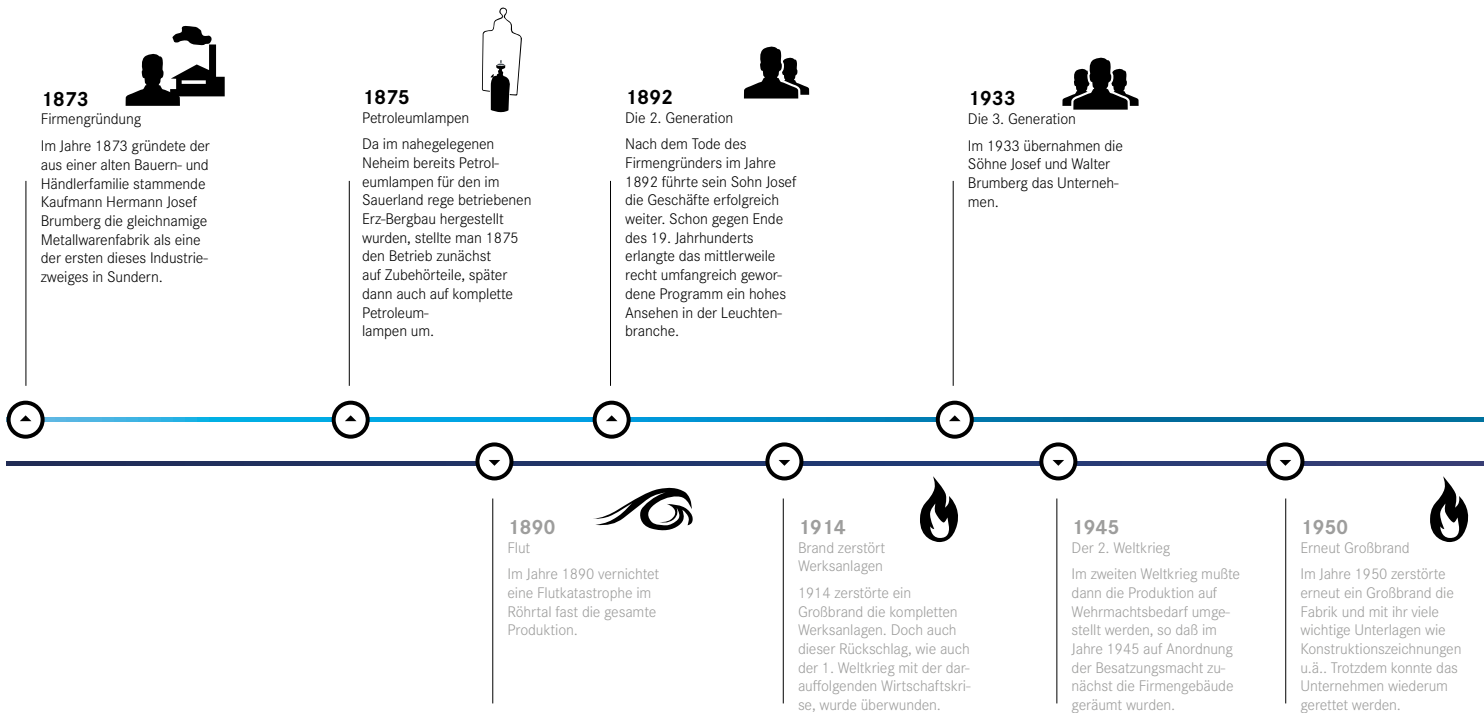 1873
Firmengründung
Im Jahre 1873 gründete der
aus einer alten Bauern- und
Händlerfamilie stammende
Kaufmann Hermann Josef
Brumberg die gleichnamige
Metallwarenfabrik als eine
der ersten dieses Industrie-
zweiges in Sundern.
1875
Petroleumlampen
Da im nahegelegenen
Neheim bereits Petrol-
eumlampen für den im
Sauerland rege betriebenen
Erz-Bergbau hergestellt
wurden, stellte man 1875
den Betrieb zunächst
auf Zubehörteile, später
dann auch auf komplette
Petroleum-
lampen um.
1892
Die 2. Generation
Nach dem Tode des
Firmengründers im Jahre
1892 führte sein Sohn Josef
die Geschäfte erfolgreich
weiter. Schon gegen Ende
des 19. Jahrhunderts
erlangte das mittlerweile
recht umfangreich gewor-
dene Programm ein hohes
Ansehen in der Leuchten-
branche.
1933
Die 3. Generation
Im 1933 übernahmen die
Söhne Josef und Walter
Brumberg das Unterneh-
men.
1890
Flut
Im Jahre 1890 vernichtet
eine Flutkatastrophe im
Röhrtal fast die gesamte
Produktion.
1914
Brand zerstört
Werksanlagen
1914 zerstörte ein
Großbrand die kompletten
Werksanlagen. Doch auch
dieser Rückschlag, wie auch
der 1. Weltkrieg mit der dar-
auffolgenden Wirtschaftskri-
se, wurde überwunden.
1945
Der 2. Weltkrieg
Im zweiten Weltkrieg mußte
dann die Produktion auf
Wehrmachtsbedarf umge-
stellt werden, so daß im
Jahre 1945 auf Anordnung
der Besatzungsmacht zu-
nächst die Firmengebäude
geräumt wurden.
1950
Erneut Großbrand
Im Jahre 1950 zerstörte
erneut ein Großbrand die
Fabrik und mit ihr viele
wichtige Unterlagen wie
Konstruktionszeichnungen
u.ä.. Trotzdem konnte das
Unternehmen wiederum
gerettet werden.